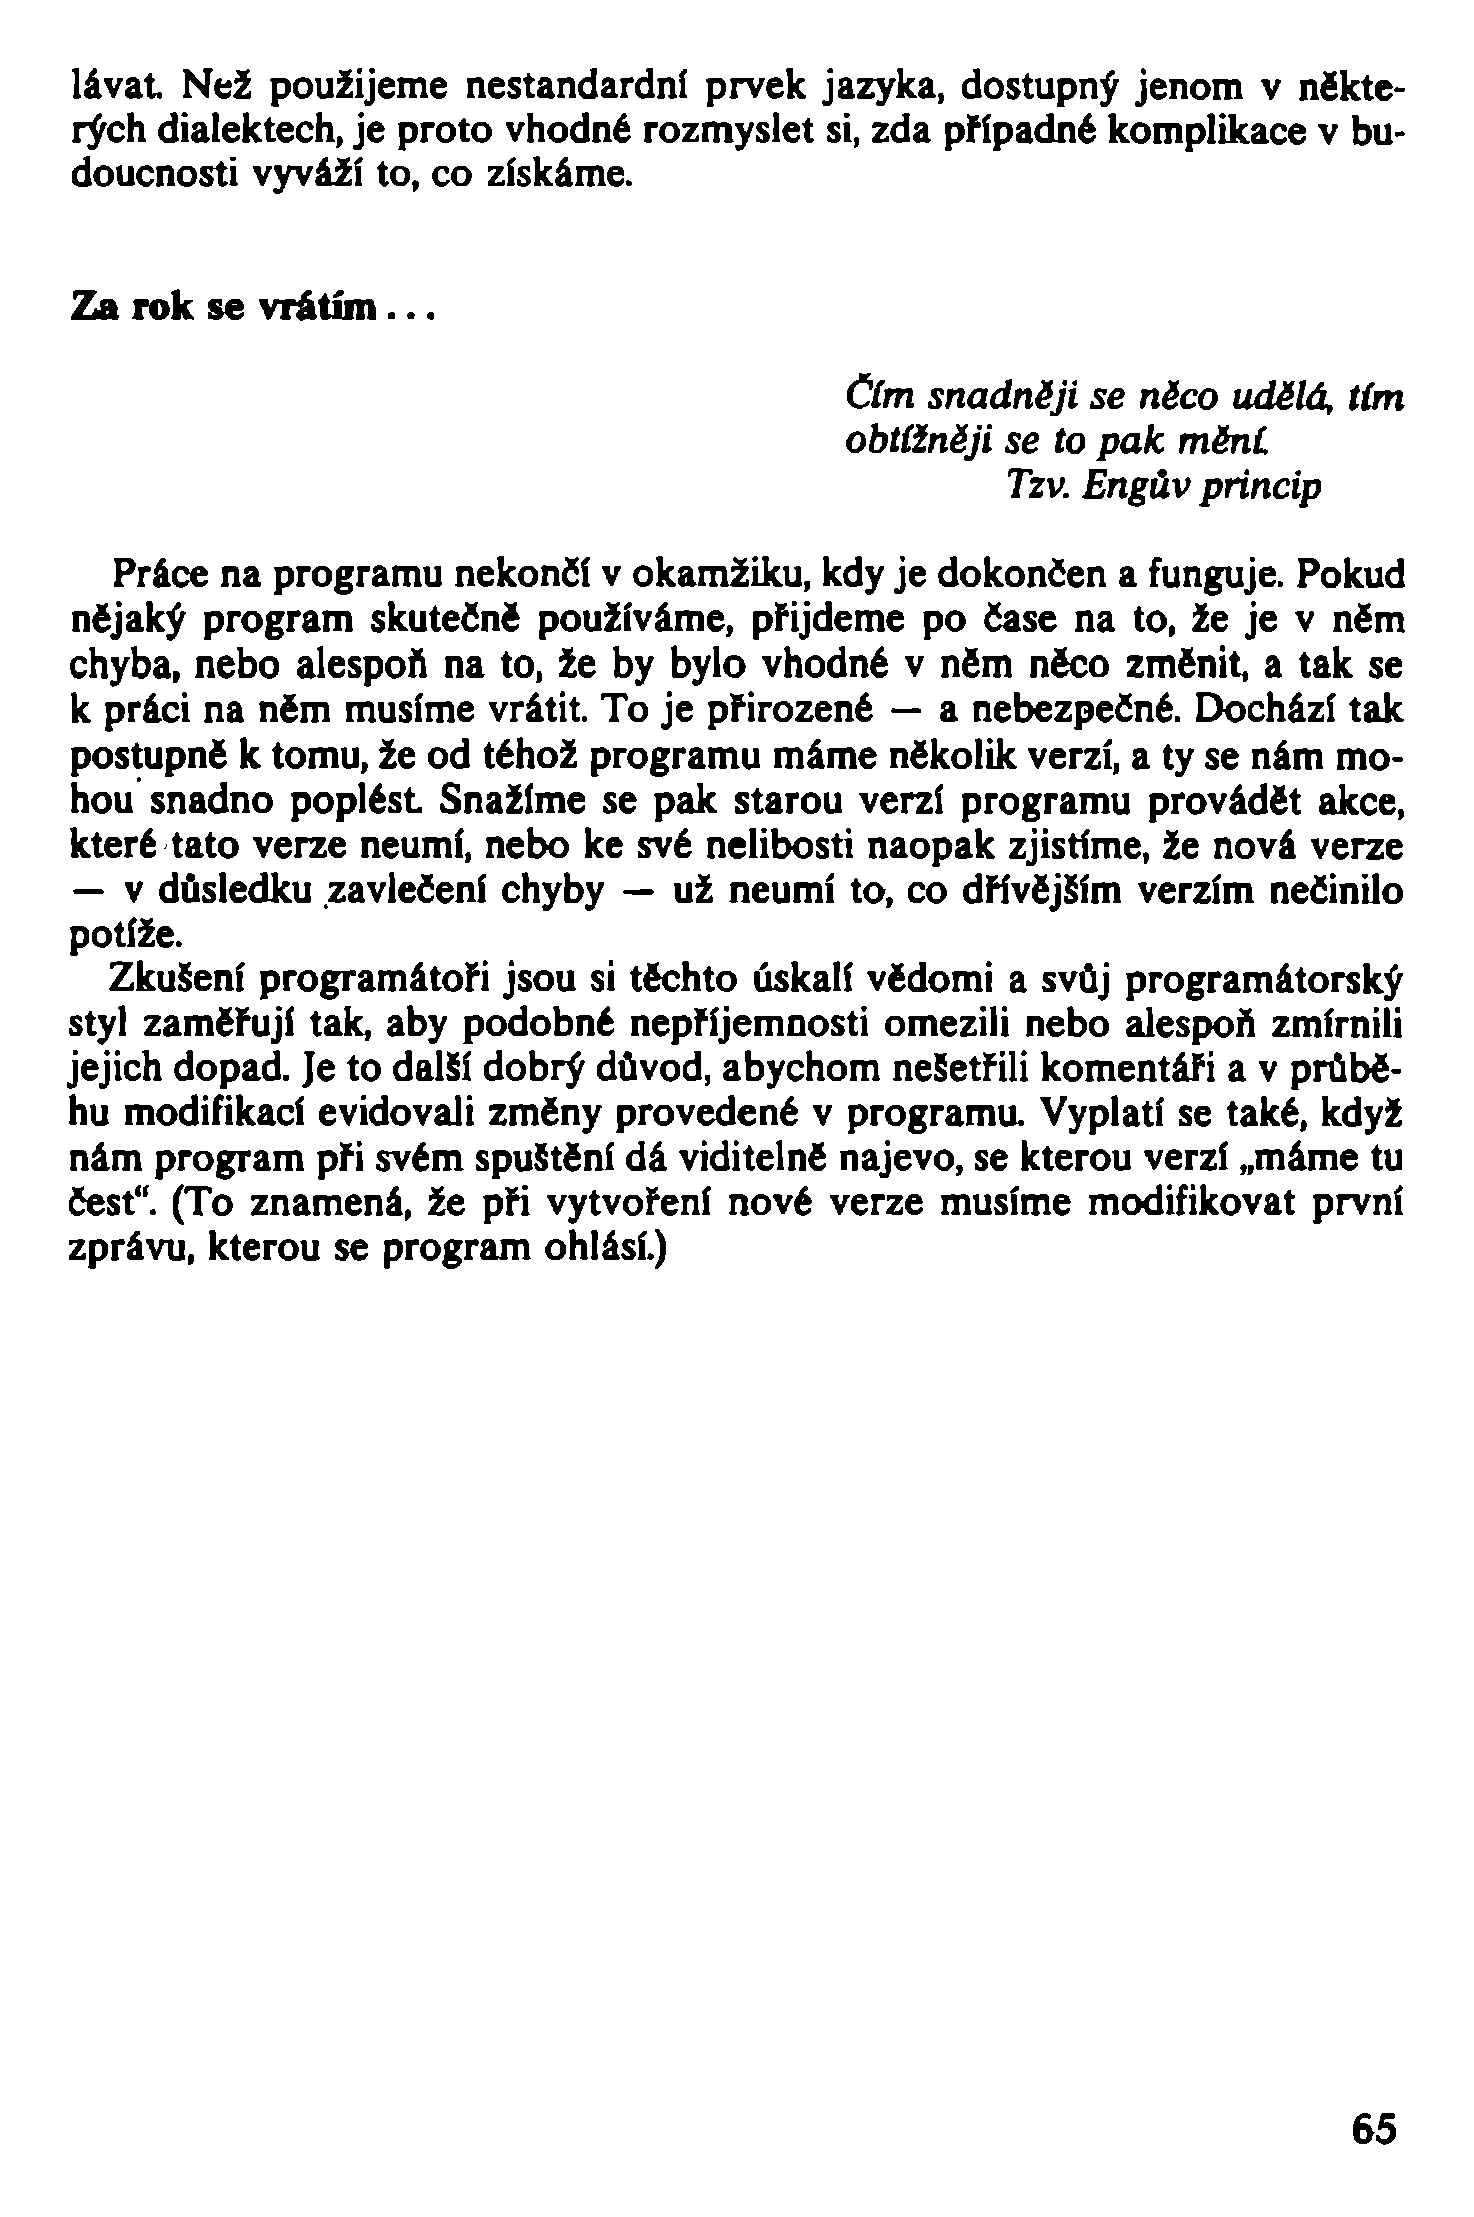 lávat. Než použijeme nestandardní prvek jazyka, dostupný jenom v někte-
rých dialektech, je proto vhodné rozmyslet si, zda případné komplikace v bu-
doucnosti vyváží to, co získáme.
Za rok se vrátím . . .
Čím snadněji se něco udělá, tím
obtížněji se to pak mění.
Tzv. Engův princip
Práce na programu nekončí v okamžiku, kdy je dokončen a funguje. Pokud
nějaký program skutečně používáme, přijdeme po čase na to, že je v něm
chyba, nebo alespoň na to, že by bylo vhodné v něm něco změnit, a tak se
k práci na něm musíme vrátit. To je přirozené — a nebezpečné. Dochází tak
postupně k tomu, že od téhož programu máme několik verzí, a ty se nám mo-
hou snadno poplést. Snažíme se pak starou verzí programu provádět akce,
které tato verze neumí, nebo ke své nelibosti naopak zjistíme, že nová verze
— v důsledku zavlečení chyby — už neumí to, co dřívějším verzím nečinilo
potíže.
Zkušení programátoři jsou si těchto úskalí vědomi a svůj programátorský
styl zaměřují tak, aby podobné nepříjemnosti omezili nebo alespoň zmírnili
jejich dopad. Je to další dobrý důvod, abychom nešetřili komentáři a v průbě-
hu modifikací evidovali změny provedené v programu. Vyplatí se také, když
nám program při svém spuštění dá viditelně najevo, se kterou verzí „máme tu
čest“. (To znamená, že při vytvoření nové verze musíme modifikovat první
zprávu, kterou se program ohlásí.)
65